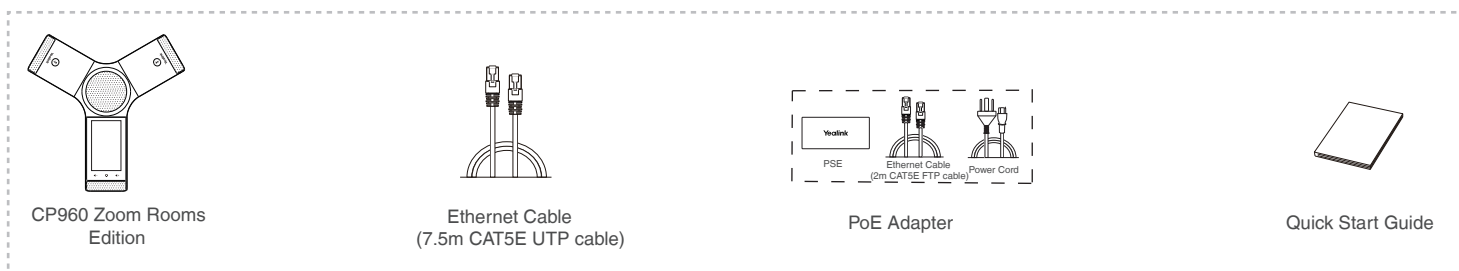 CP960 Zoom Rooms
Edition
Ethernet Cable
(7.5m CAT5E UTP cable)
Yealink
PSE
Ethernet Cable
(2m CAT5E FTP cable)
Power Cord
PoE Adapter
Quick Start Guide